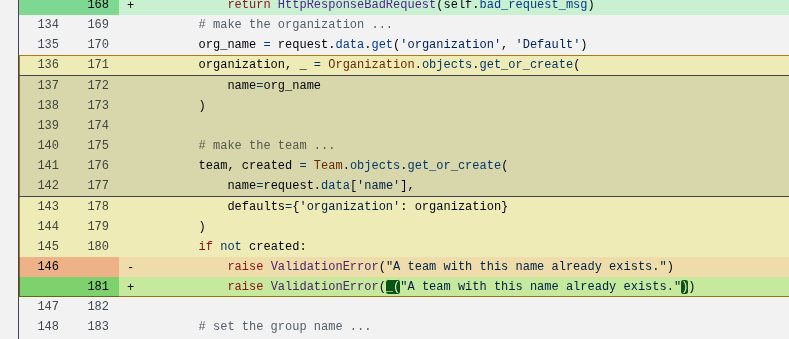 168 + return HttpResponseBadRequest(self.bad_request_msg)
134 169 # make the organization ...
135 170 org_name = request.data.get('organization', 'Default')
136 171 organization, _ = Organization.objects.get_or_create(
137 172 name=org_name
138 173 )
139 174
140 175 # make the team ...
141 176 team, created = Team.objects.get_or_create(
142 177 name=request.data['name'],
143 178 defaults={'organization': organization}
144 179 )
145 180 if not created:
146 - raise ValidationError("A team with this name already exists.")
181 + raise ValidationError(_("A team with this name already exists."))
147 182
148 183 # set the group name ...